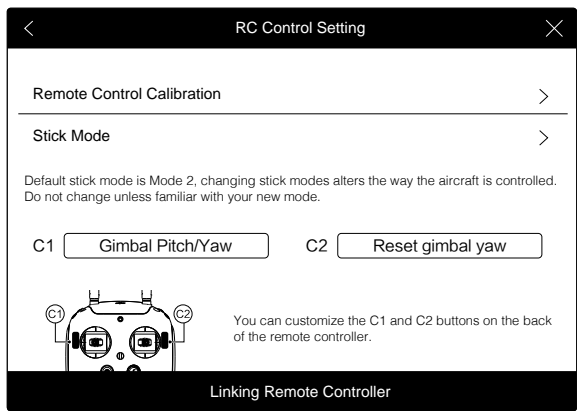 RC Control Setting
Remote Control Calibration
Stick Mode
Default stick mode is Mode 2, changing stick modes alters the way the aircraft is controlled.
Do not change unless familiar with your new mode.
C1 Gimbal Pitch/Yaw C2 Reset gimbal yaw
C1 C2
You can customize the C1 and C2 buttons on the back
of the remote controller.
Linking Remote Controller